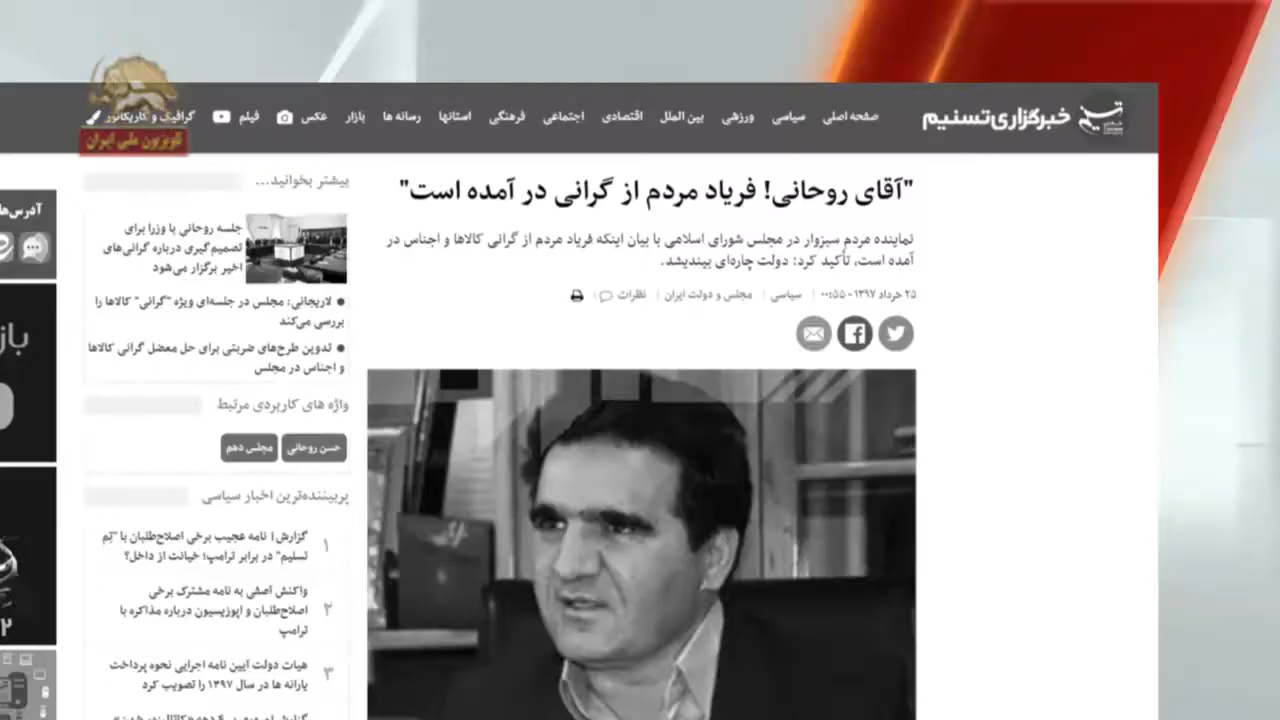 خبرگزاری تسنیم
صفحه اصلی سیاسی ورزشی بین الملل اقتصادی اجتماعی فرهنگی استانها رسانه ها بازار عکس فیلم گرافیک و کاریکاتور
تلویزیون ملی ایران
"آقای روحانی! فریاد مردم از گرانی در آمده است"
نماینده مردم سبزوار در مجلس شورای اسلامی با بیان اینکه فریاد مردم از گرانی کالاها و اجناس در
آمده است، تأکید کرد: دولت چاره‌ای بیندیشد.
۲۵ خرداد ۱۳۹۷ - ۰۰:۵۵ | سیاسی | مجلس و دولت ایران | نظرات
بیشتر بخوانید...
جلسه روحانی با وزرا برای
تصمیم‌گیری درباره گرانی‌های
اخیر برگزار می‌شود
● لاریجانی: مجلس در جلسه‌ای ویژه "گرانی" کالاها را
بررسی می‌کند
● تدوین طرح‌های ضربتی برای حل معضل گرانی کالاها
و اجناس در مجلس
واژه های کاربردی مرتبط
حسن روحانی مجلس دهم
پربیننده‌ترین اخبار سیاسی
۱ گزارش| نامه عجیب برخی اصلاح‌طلبان با "تِم
تسلیم" در برابر ترامپ؛ خیانت از داخل؟
واکنش آصفی به نامه مشترک برخی
۲ اصلاح‌طلبان و اپوزیسیون درباره مذاکره با
ترامپ
۳ هیات دولت آیین نامه اجرایی نحوه پرداخت
یارانه ها در سال ۱۳۹۷ را تصویب کرد
آدرس‌ها